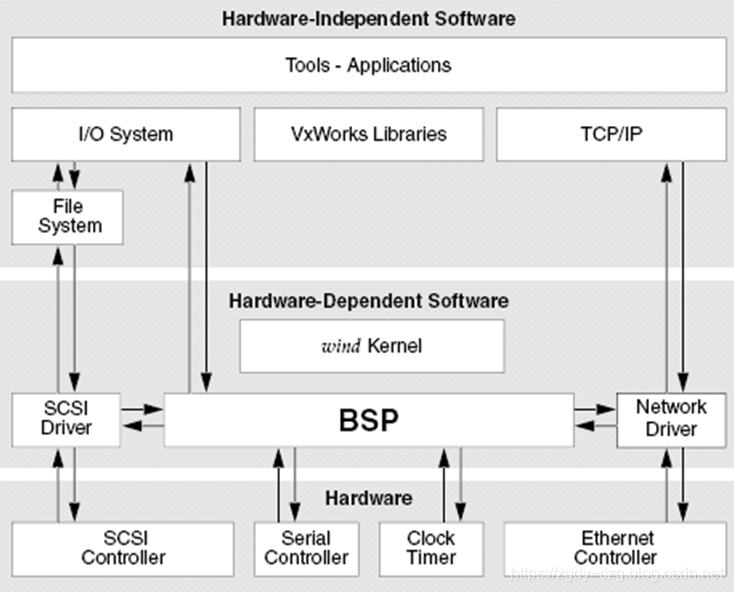 Hardware-Independent Software
Tools - Applications
I/O System
VxWorks Libraries
TCP/IP
File
System
Hardware-Dependent Software
wind Kernel
SCSI
Driver
BSP
Network
Driver
Hardware
SCSI
Controller
Serial
Controller
Clock
Timer
Ethernet
Controller
https://zgdy-czg.blog.csdn.net